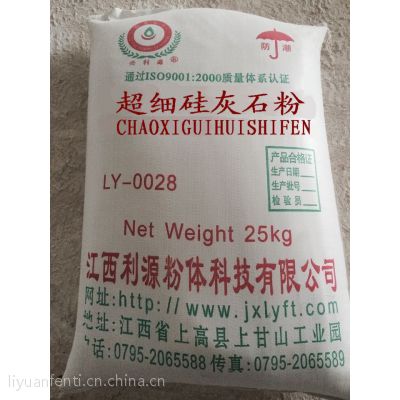 防潮
通过ISO9001:2000质量体系认证
超细硅灰石粉
CHAOXIGUIHUISHIFEN
产品合格证
生产日期
生产批号
检验员
LY-0028
Net Weight 25kg
江西利源粉体科技有限公司
网址:http://www.jxlyft.com
地址:江西省上高县上甘山工业园
电话:0795-2065588 传真:0795-2065589
liyuanfenti.cn.china.cn